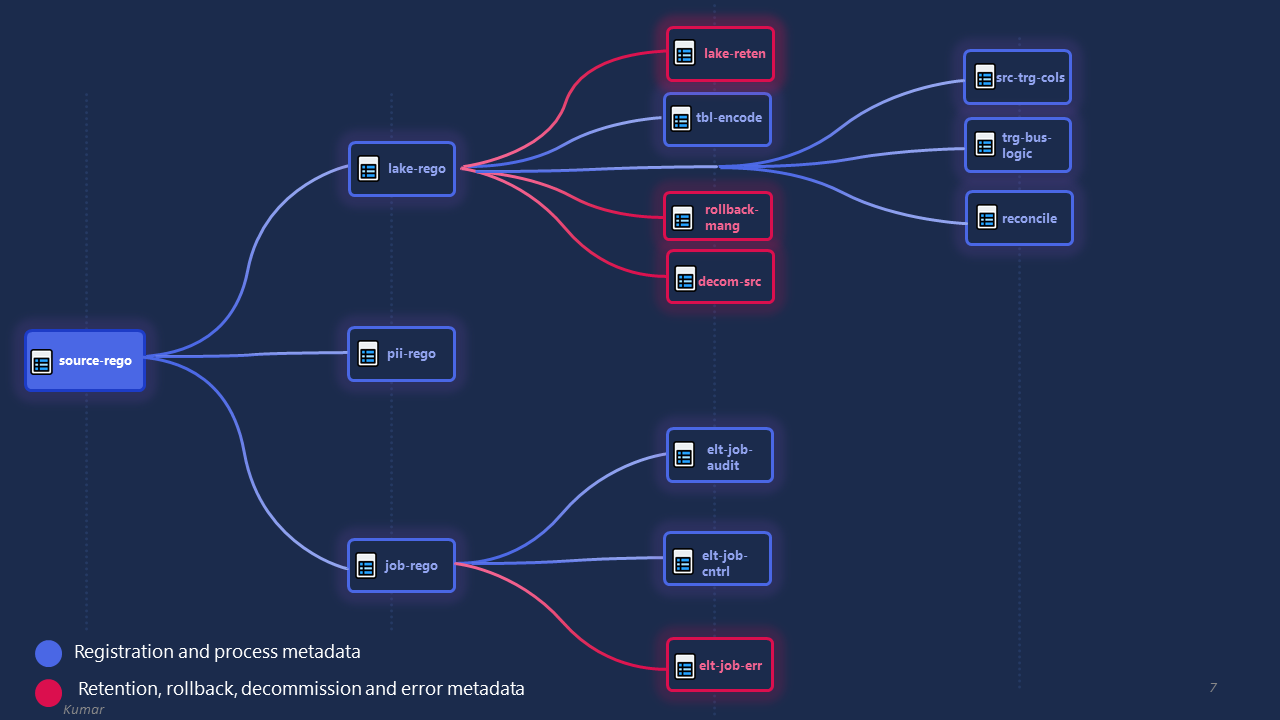 lake-reten
tbl-encode
src-trg-cols
trg-bus-
logic
lake-rego
rollback-
mang
reconcile
decom-src
source-rego
pii-rego
elt-job-
audit
job-rego
elt-job-
cntrl
elt-job-err
Registration and process metadata
Retention, rollback, decommission and error metadata
Kumar
7